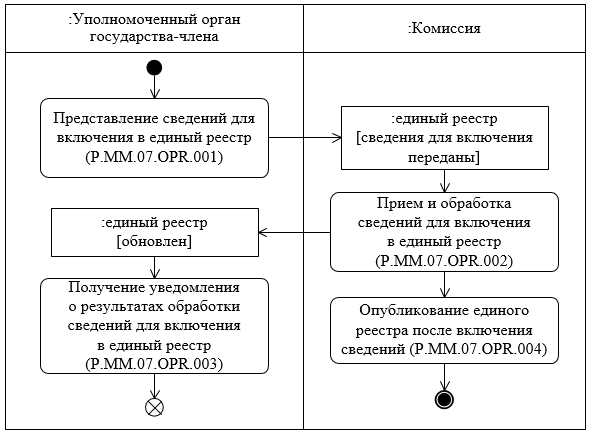 :Уполномоченный орган
государства-члена
:Комиссия
Представление сведений для
включения в единый реестр
(P.MM.07.OPR.001)
:единый реестр
[сведения для включения
переданы]
Прием и обработка
сведений для включения
в единый реестр
(P.MM.07.OPR.002)
:единый реестр
[обновлен]
Получение уведомления
о результатах обработки
сведений для включения
в единый реестр
(P.MM.07.OPR.003)
Опубликование единого
реестра после включения
сведений (P.MM.07.OPR.004)